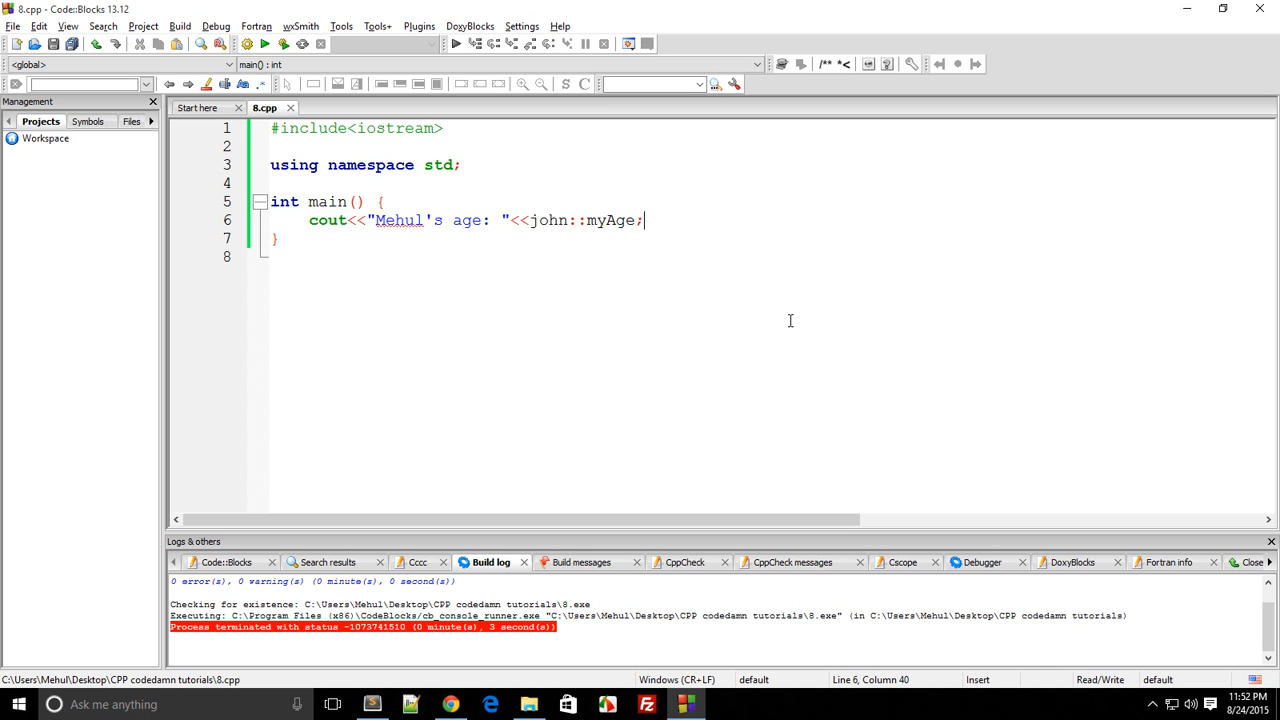 8.cpp - Code::Blocks 13.12
File Edit View Search Project Build Debug Fortran wxSmith Tools Tools+ Plugins DoxyBlocks Settings Help
<global> main() : int
/** *<
Aa .*
S C
Management
Projects Symbols Files
Workspace
Start here 8.cpp
1 #include<iostream>
2
3 using namespace std;
4
5 int main() {
6 cout<<"Mehul's age: "<<john::myAge;
7 }
8
Logs & others
Code::Blocks Search results Cccc Build log Build messages CppCheck CppCheck messages Cscope Debugger DoxyBlocks Fortran info Close
0 error(s), 0 warning(s) (0 minute(s), 0 second(s))
Checking for existence: C:\Users\Mehul\Desktop\CPP codedamn tutorials\8.exe
Executing: C:\Program Files (x86)\CodeBlocks/cb_console_runner.exe "C:\Users\Mehul\Desktop\CPP codedamn tutorials\8.exe" (in C:\Users\Mehul\Desktop\CPP codedamn tutorials)
Process terminated with status -1073741510 (0 minute(s), 3 second(s))
C:\Users\Mehul\Desktop\CPP codedamn tutorials\8.cpp Windows (CR+LF) default Line 6, Column 40 Insert Read/Write default
Ask me anything
11:52 PM
8/24/2015